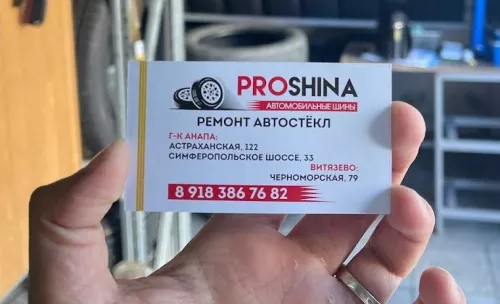 PROSHINA
АВТОМОБИЛЬНЫЕ ШИНЫ
РЕМОНТ АВТОСТЁКЛ
Г-К АНАПА:
АСТРАХАНСКАЯ, 122
СИМФЕРОПОЛЬСКОЕ ШОССЕ, 33
ВИТЯЗЕВО:
ЧЕРНОМОРСКАЯ, 79
8 918 386 76 82